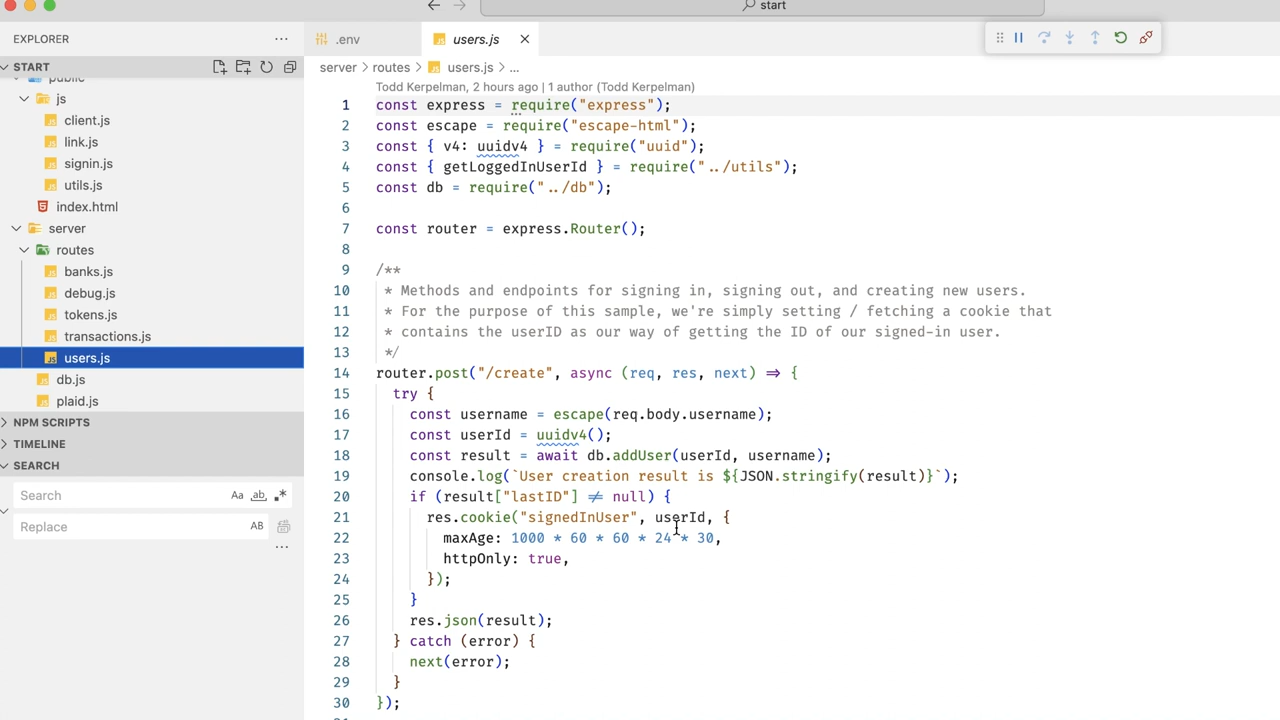 start
EXPLORER
.env
users.js
START
server > routes > users.js > ...
public
js
client.js
link.js
signin.js
utils.js
index.html
server
routes
banks.js
debug.js
tokens.js
transactions.js
users.js
db.js
plaid.js
NPM SCRIPTS
TIMELINE
SEARCH
Search
Aa ab
Replace
AB
Todd Kerpelman, 2 hours ago | 1 author (Todd Kerpelman)
1 const express = require("express");
2 const escape = require("escape-html");
3 const { v4: uuidv4 } = require("uuid");
4 const { getLoggedInUserId } = require("../utils");
5 const db = require("../db");
6
7 const router = express.Router();
8
9 /**
10 * Methods and endpoints for signing in, signing out, and creating new users.
11 * For the purpose of this sample, we're simply setting / fetching a cookie that
12 * contains the userID as our way of getting the ID of our signed-in user.
13 */
14 router.post("/create", async (req, res, next) => {
15 try {
16 const username = escape(req.body.username);
17 const userId = uuidv4();
18 const result = await db.addUser(userId, username);
19 console.log(`User creation result is ${JSON.stringify(result)}`);
20 if (result["lastID"] != null) {
21 res.cookie("signedInUser", userId, {
22 maxAge: 1000 * 60 * 60 * 24 * 30,
23 httpOnly: true,
24 });
25 }
26 res.json(result);
27 } catch (error) {
28 next(error);
29 }
30 });